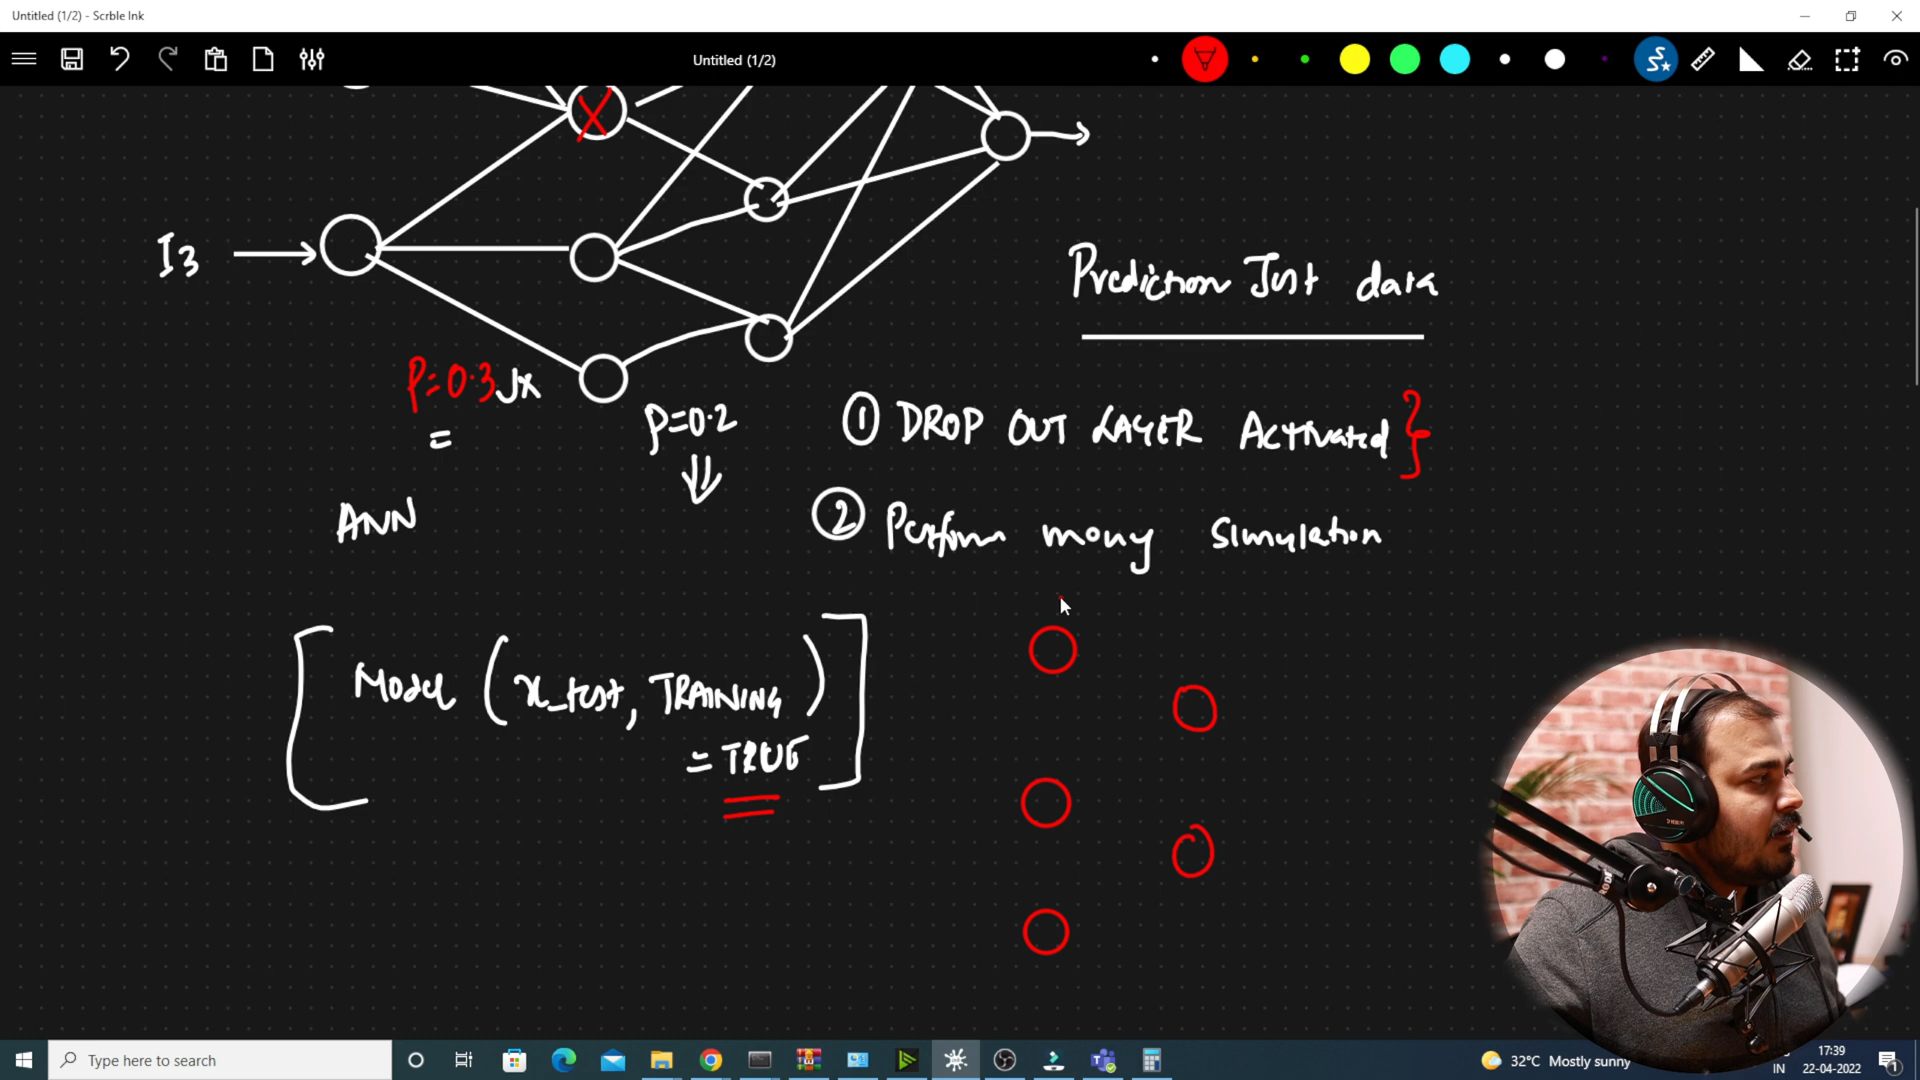 Untitled (1/2) - Scrble Ink
Untitled (1/2)
I3
Prediction Test data
P=0.3
=
P=0.2
① DROP OUT LAYER Activated }
② Perform many Simulation
ANN
[ Model (x_test, TRAINING) ]
= TRUE
RODE
Type here to search
32°C Mostly sunny
17:39
IN 22-04-2022
1